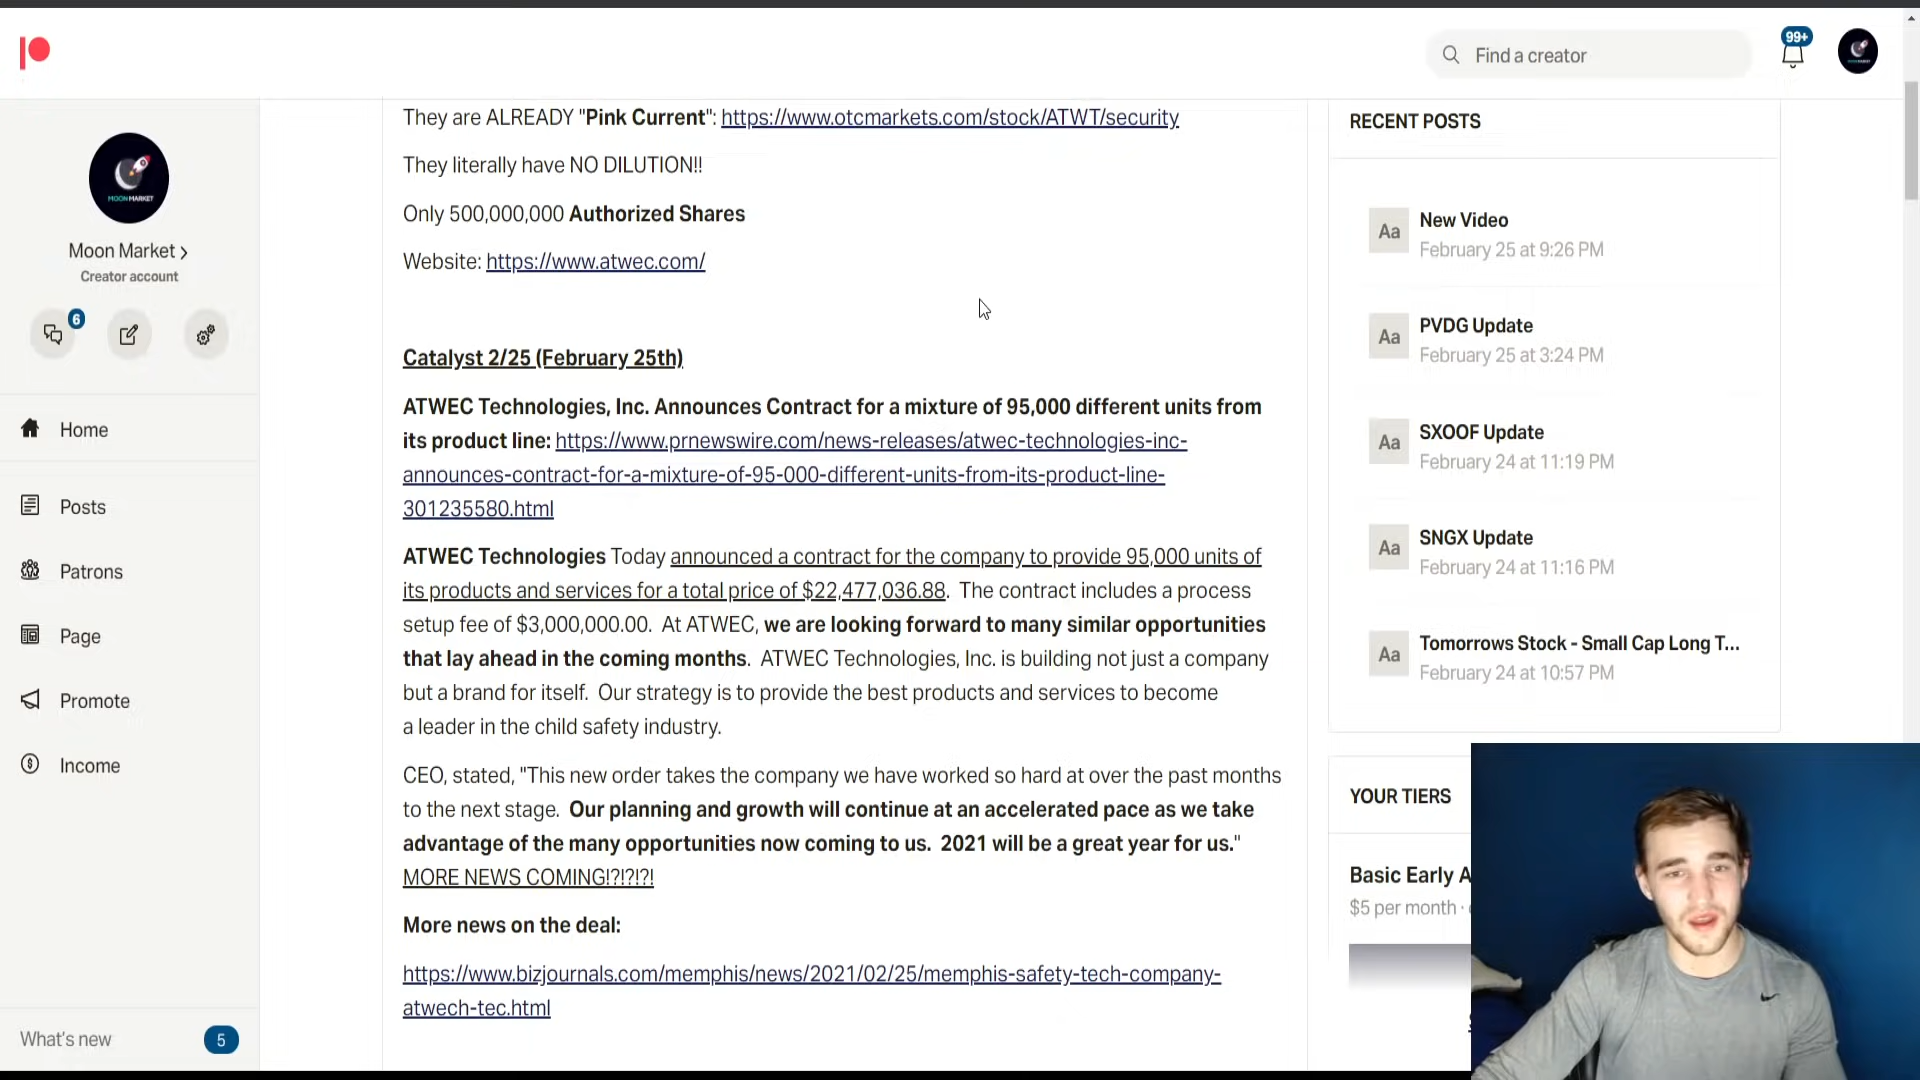 Find a creator
99+
MOON MARKET
Moon Market
Creator account
6
Home
Posts
Patrons
Page
Promote
Income
What's new
5
They are ALREADY "Pink Current": https://www.otcmarkets.com/stock/ATWT/security
They literally have NO DILUTION!!
Only 500,000,000 Authorized Shares
Website: https://www.atwec.com/
Catalyst 2/25 (February 25th)
ATWEC Technologies, Inc. Announces Contract for a mixture of 95,000 different units from
its product line: https://www.prnewswire.com/news-releases/atwec-technologies-inc-
announces-contract-for-a-mixture-of-95-000-different-units-from-its-product-line-
301235580.html
ATWEC Technologies Today announced a contract for the company to provide 95,000 units of
its products and services for a total price of $22,477,036.88.  The contract includes a process
setup fee of $3,000,000.00.  At ATWEC, we are looking forward to many similar opportunities
that lay ahead in the coming months.  ATWEC Technologies, Inc. is building not just a company
but a brand for itself.  Our strategy is to provide the best products and services to become
a leader in the child safety industry.
CEO, stated, "This new order takes the company we have worked so hard at over the past months
to the next stage.  Our planning and growth will continue at an accelerated pace as we take
advantage of the many opportunities now coming to us.  2021 will be a great year for us."
MORE NEWS COMING!?!?!?!
More news on the deal:
https://www.bizjournals.com/memphis/news/2021/02/25/memphis-safety-tech-company-
atwech-tec.html
RECENT POSTS
Aa
New Video
February 25 at 9:26 PM
Aa
PVDG Update
February 25 at 3:24 PM
Aa
SXOOF Update
February 24 at 11:19 PM
Aa
SNGX Update
February 24 at 11:16 PM
Aa
Tomorrows Stock - Small Cap Long T...
February 24 at 10:57 PM
YOUR TIERS
Basic Early A
$5 per month ·